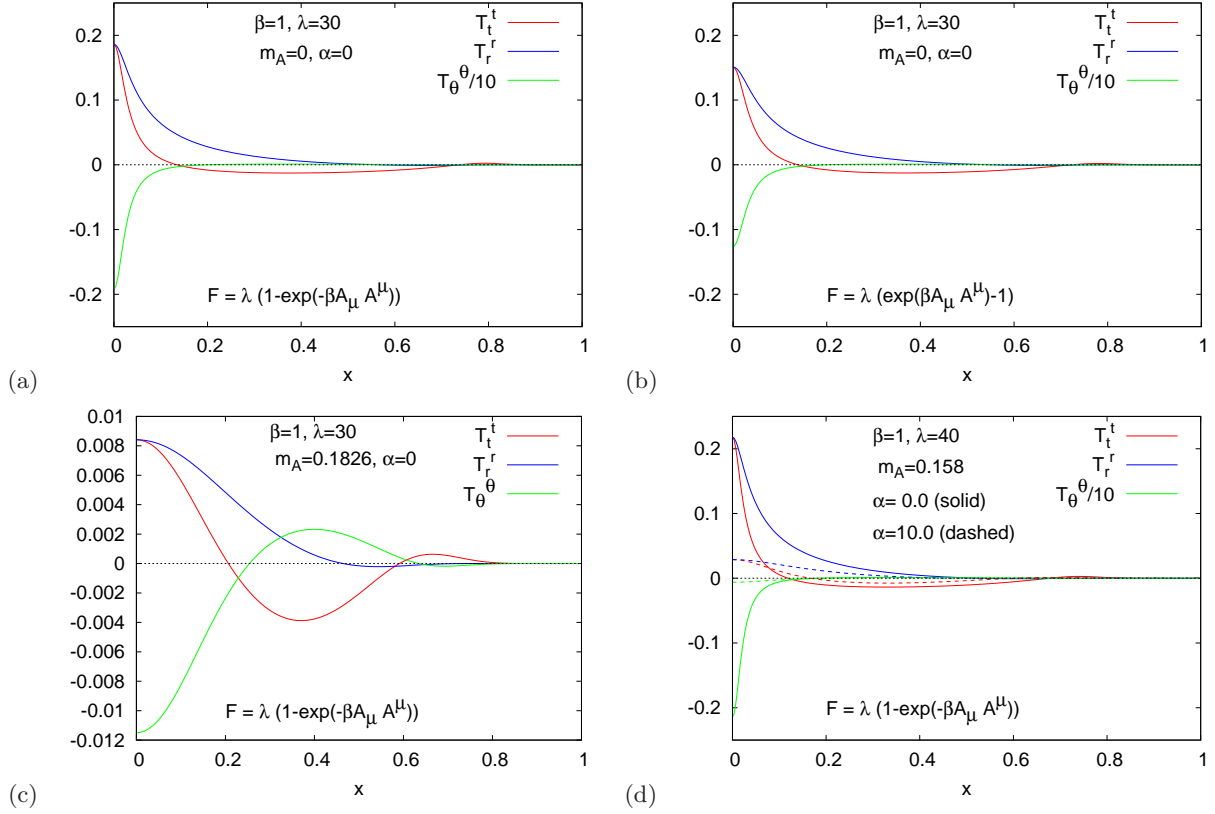 β=1, λ=30
m_A=0, α=0
T_t^t
T_r^r
T_θ^θ/10
0.2
0.1
0
-0.1
-0.2
F = λ (1-exp(-βA_μ A^μ))
0 0.2 0.4 0.6 0.8 1
(a)
x
β=1, λ=30
m_A=0, α=0
T_t^t
T_r^r
T_θ^θ/10
0.2
0.1
0
-0.1
-0.2
F = λ (exp(βA_μ A^μ)-1)
0 0.2 0.4 0.6 0.8 1
(b)
x
β=1, λ=30
m_A=0.1826, α=0
T_t^t
T_r^r
T_θ^θ
0.01
0.008
0.006
0.004
0.002
0
-0.002
-0.004
-0.006
-0.008
-0.01
-0.012
F = λ (1-exp(-βA_μ A^μ))
0 0.2 0.4 0.6 0.8 1
(c)
x
β=1, λ=40
m_A=0.158
α= 0.0 (solid)
α=10.0 (dashed)
T_t^t
T_r^r
T_θ^θ/10
0.2
0.1
0
-0.1
-0.2
F = λ (1-exp(-βA_μ A^μ))
0 0.2 0.4 0.6 0.8 1
(d)
x